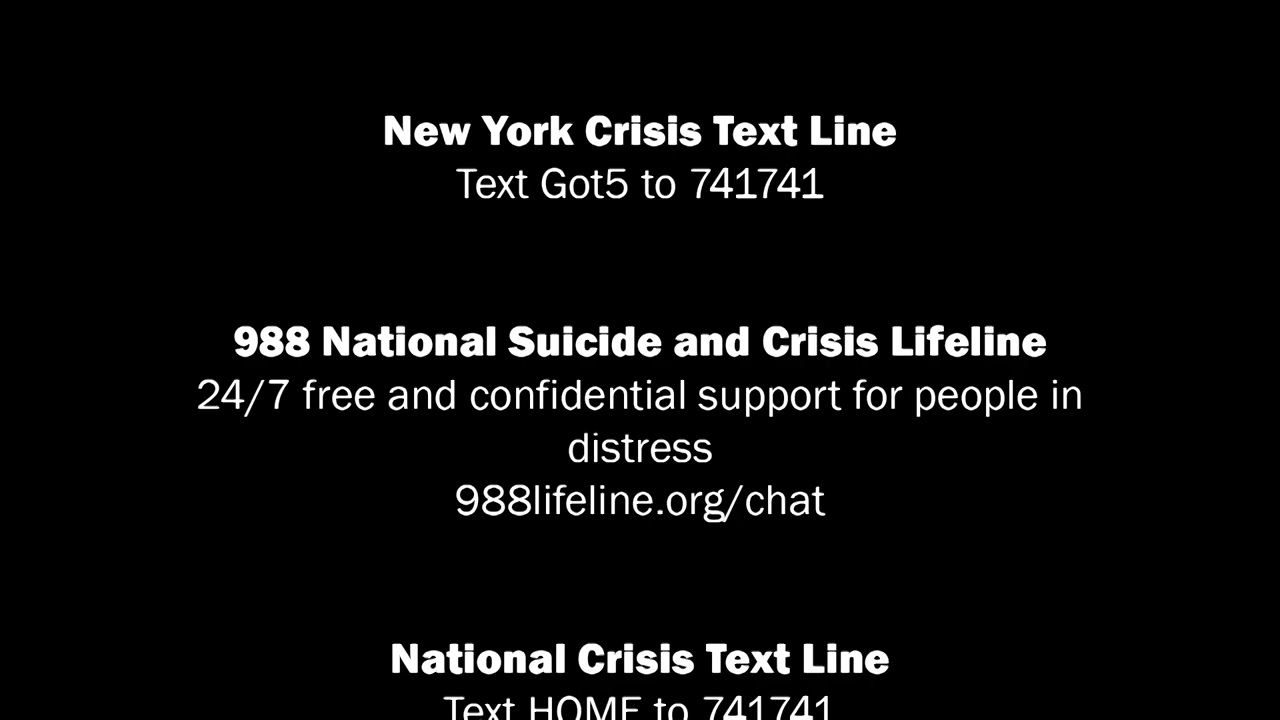 New York Crisis Text Line
Text Got5 to 741741
988 National Suicide and Crisis Lifeline
24/7 free and confidential support for people in
distress
988lifeline.org/chat
National Crisis Text Line
Text HOME to 741741